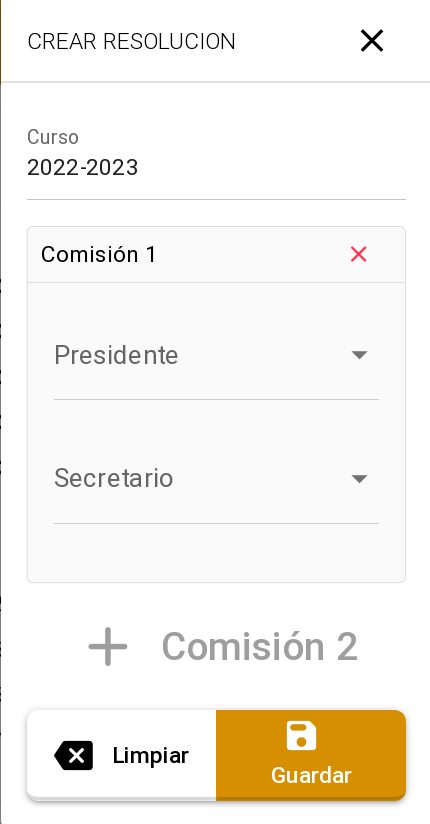 CREAR RESOLUCION
Curso
2022-2023
Comisión 1
Presidente
Secretario
Comisión 2
Limpiar
Guardar